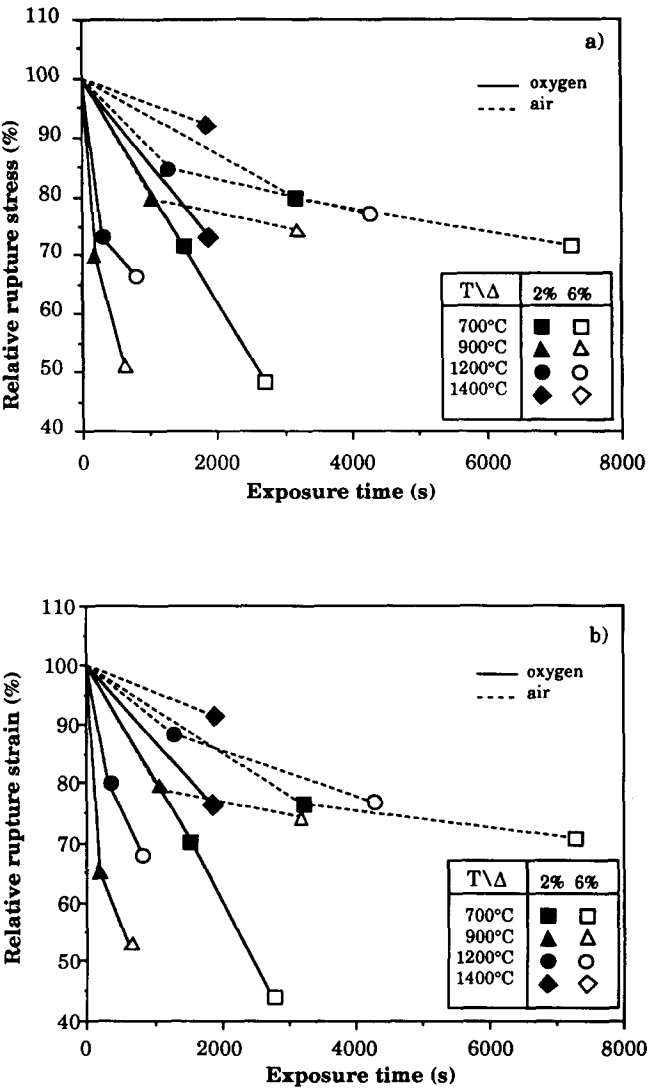 110
a)
100
oxygen
air
90
80
70
60
50
40
Relative rupture stress (%)
T\Δ 2% 6%
700°C
900°C
1200°C
1400°C
0 2000 4000 6000 8000
Exposure time (s)
110
b)
100
oxygen
air
90
80
70
60
50
40
Relative rupture strain (%)
T\Δ 2% 6%
700°C
900°C
1200°C
1400°C
0 2000 4000 6000 8000
Exposure time (s)